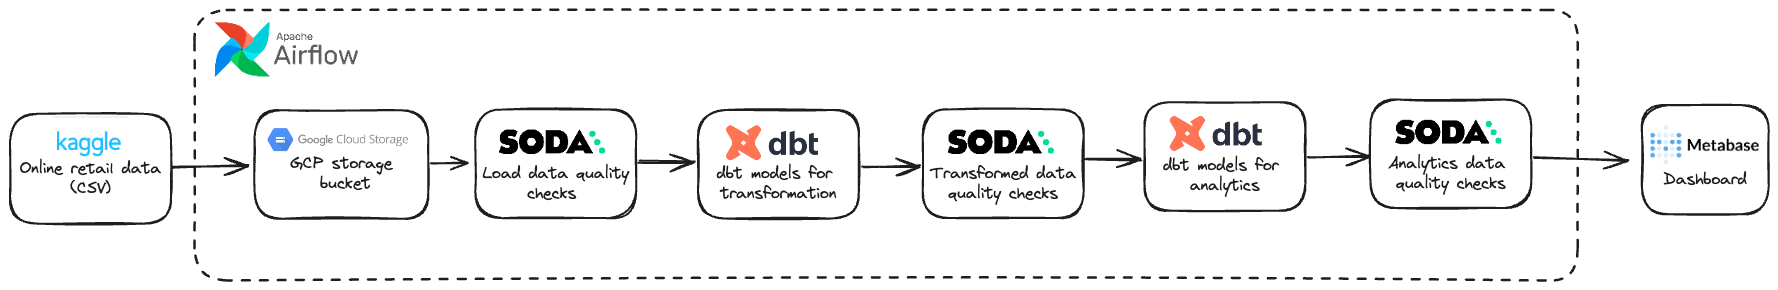 Apache
Airflow
kaggle
Online retail data
(CSV)
Google Cloud Storage
GCP storage
bucket
SODA
Load data quality
checks
dbt
dbt models for
transformation
SODA
Transformed data
quality checks
dbt
dbt models for
analytics
SODA
Analytics data
quality checks
Metabase
Dashboard